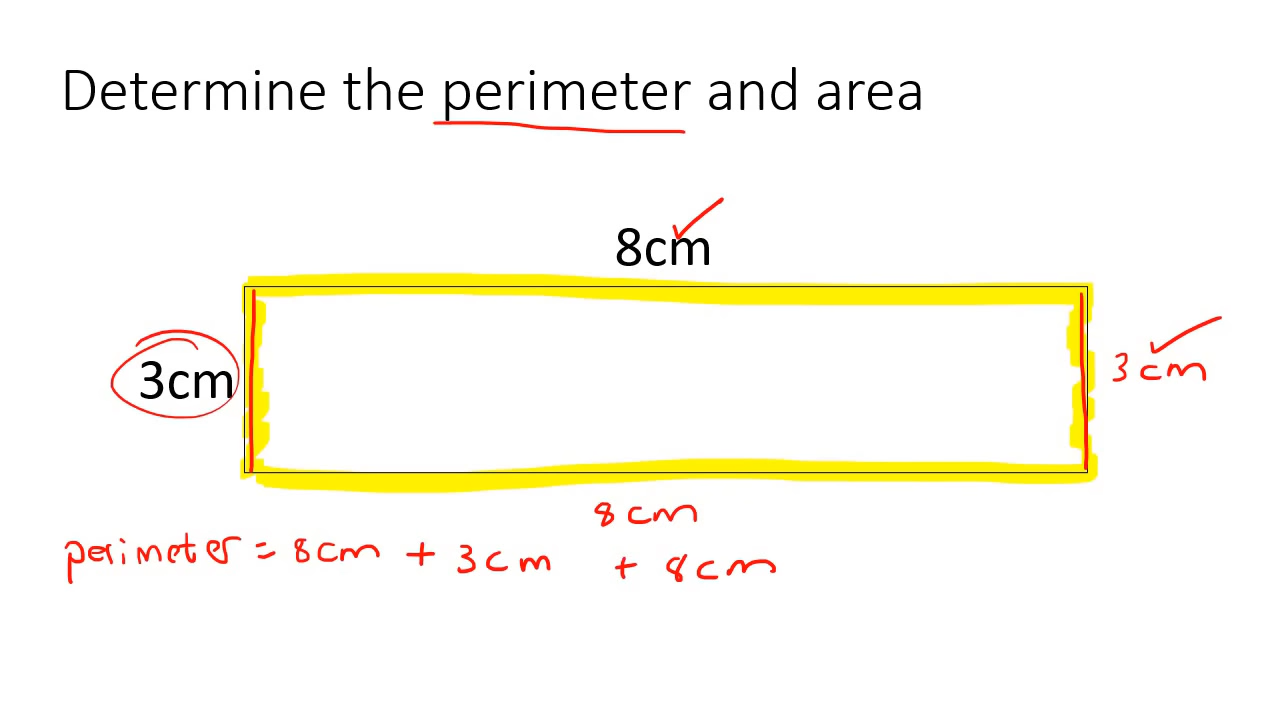 Determine the perimeter and area
8cm
3cm
3cm
8cm
perimeter = 8cm + 3cm + 8cm